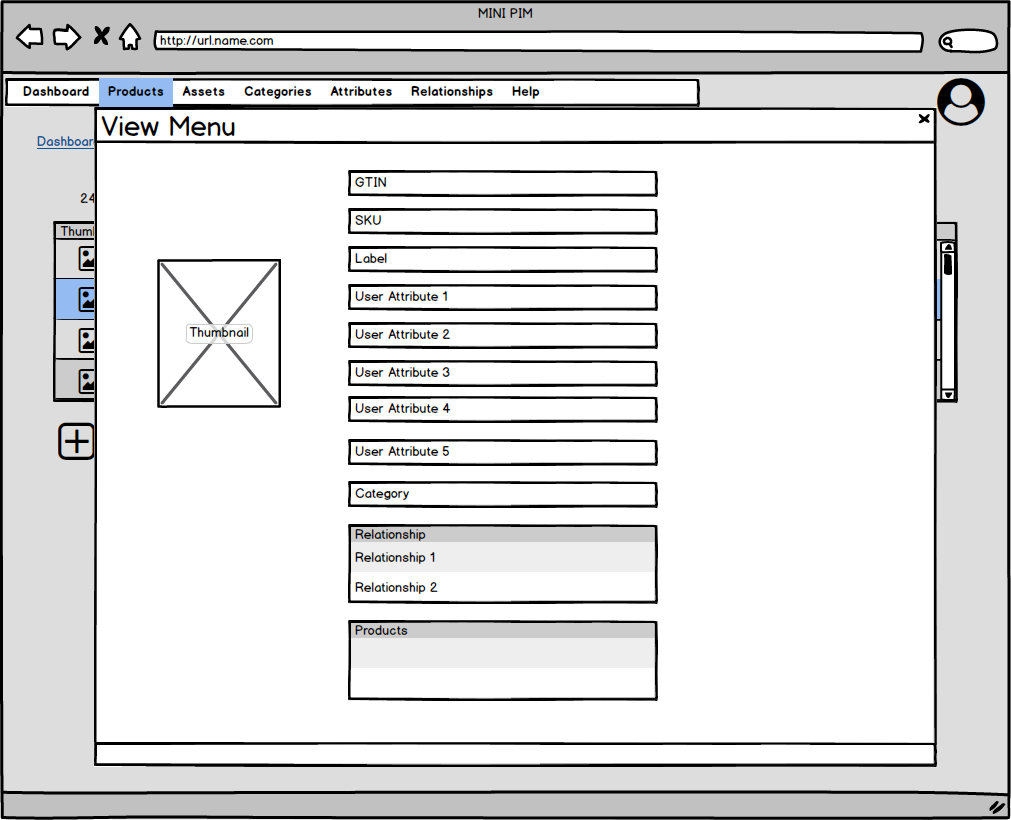 MINI PIM
http://url.name.com
Dashboard Products Assets Categories Attributes Relationships Help
View Menu
24
GTIN
SKU
Label
User Attribute 1
Thumbnail
User Attribute 2
User Attribute 3
User Attribute 4
User Attribute 5
Category
Relationship
Relationship 1
Relationship 2
Products